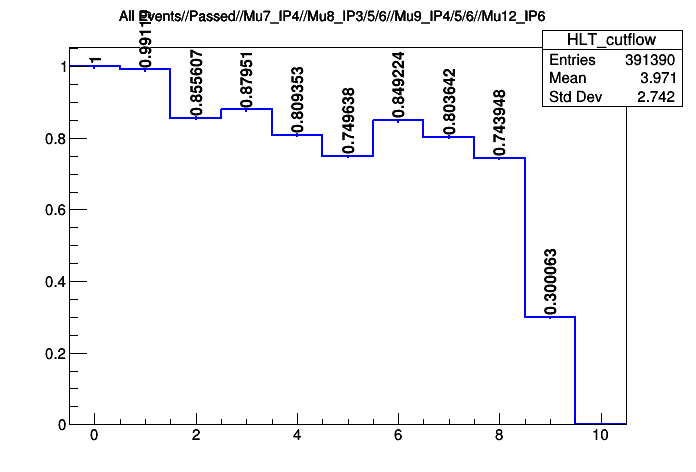 All Events//Passed//Mu7_IP4//Mu8_IP3/5/6//Mu9_IP4/5/6//Mu12_IP6
HLT_cutflow
Entries 391390
Mean 3.971
Std Dev 2.742
1
0.855607
0.87951
0.809353
0.749638
0.849224
0.803642
0.743948
0.300063
1
0.8
0.6
0.4
0.2
0
0 2 4 6 8 10